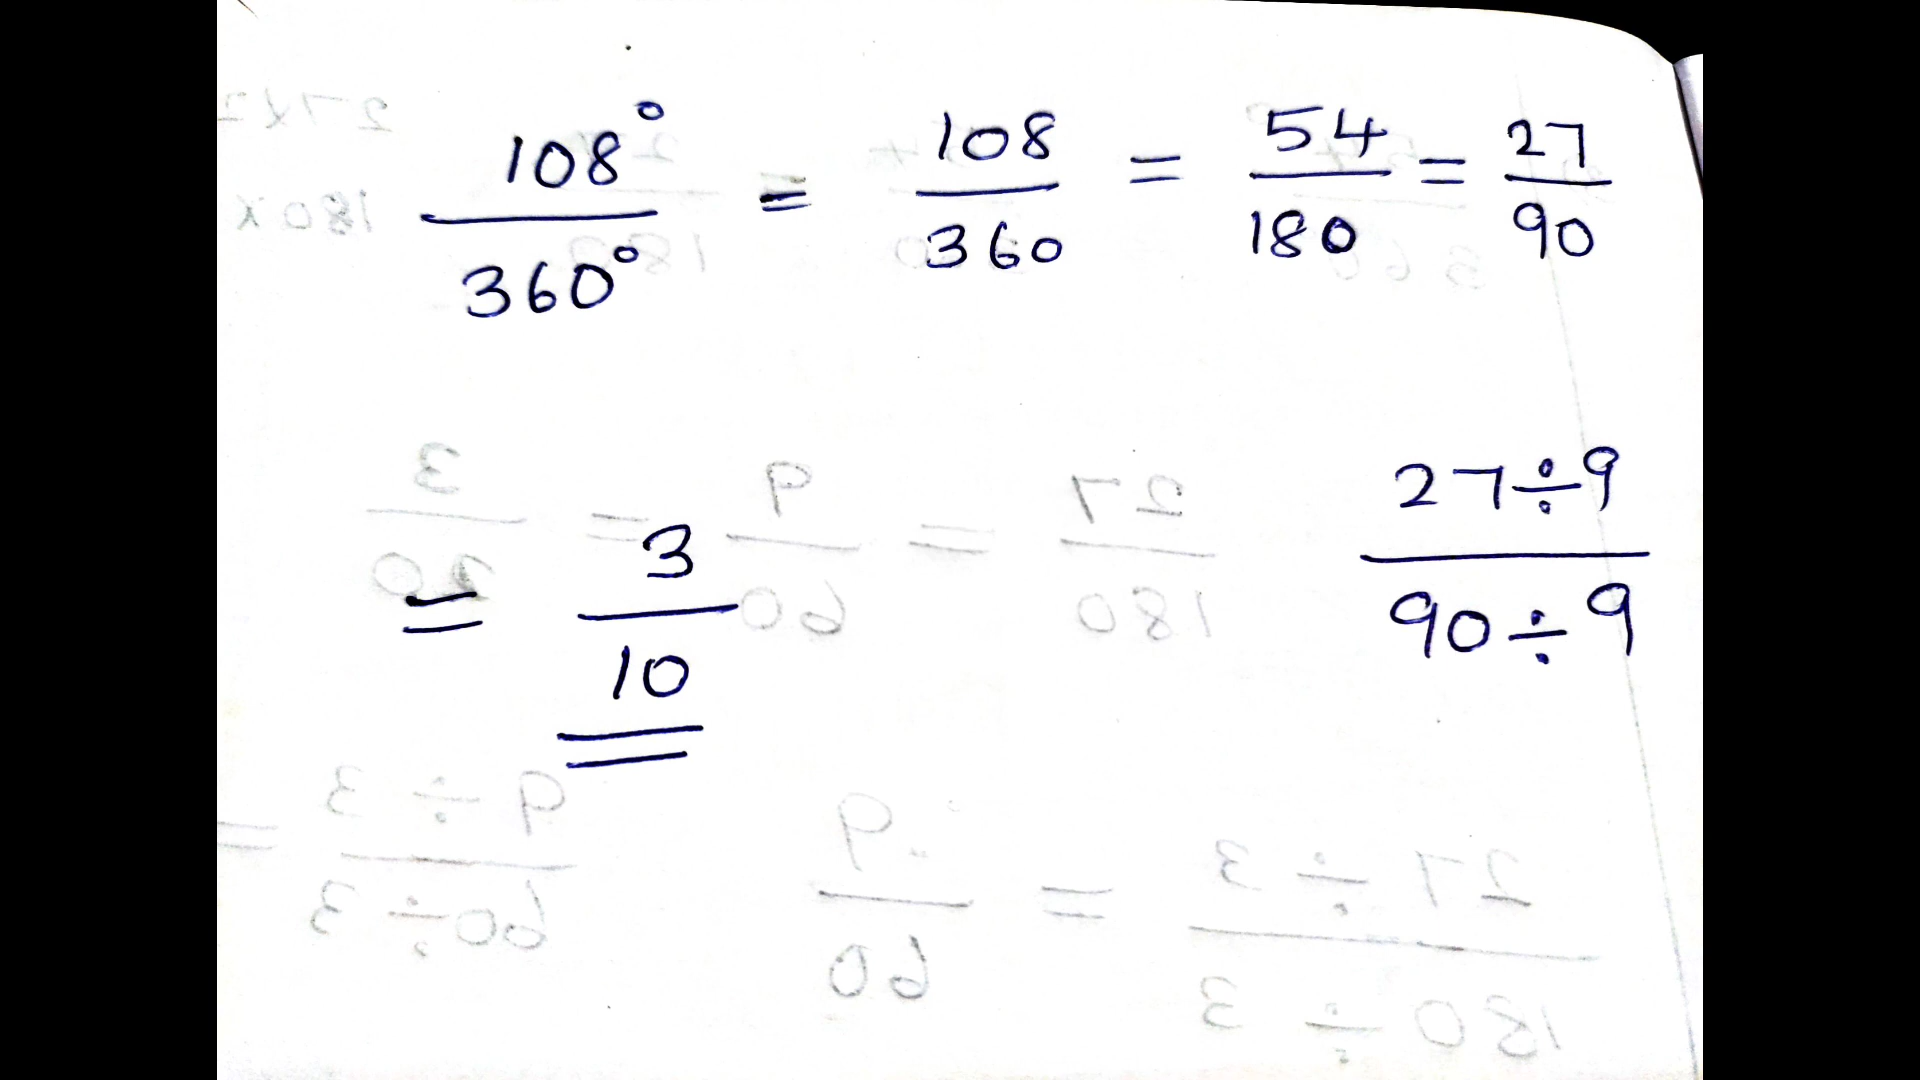 108° / 360° = 108 / 360 = 54 / 180 = 27 / 90
27÷9 / 90÷9
= 3 / 10